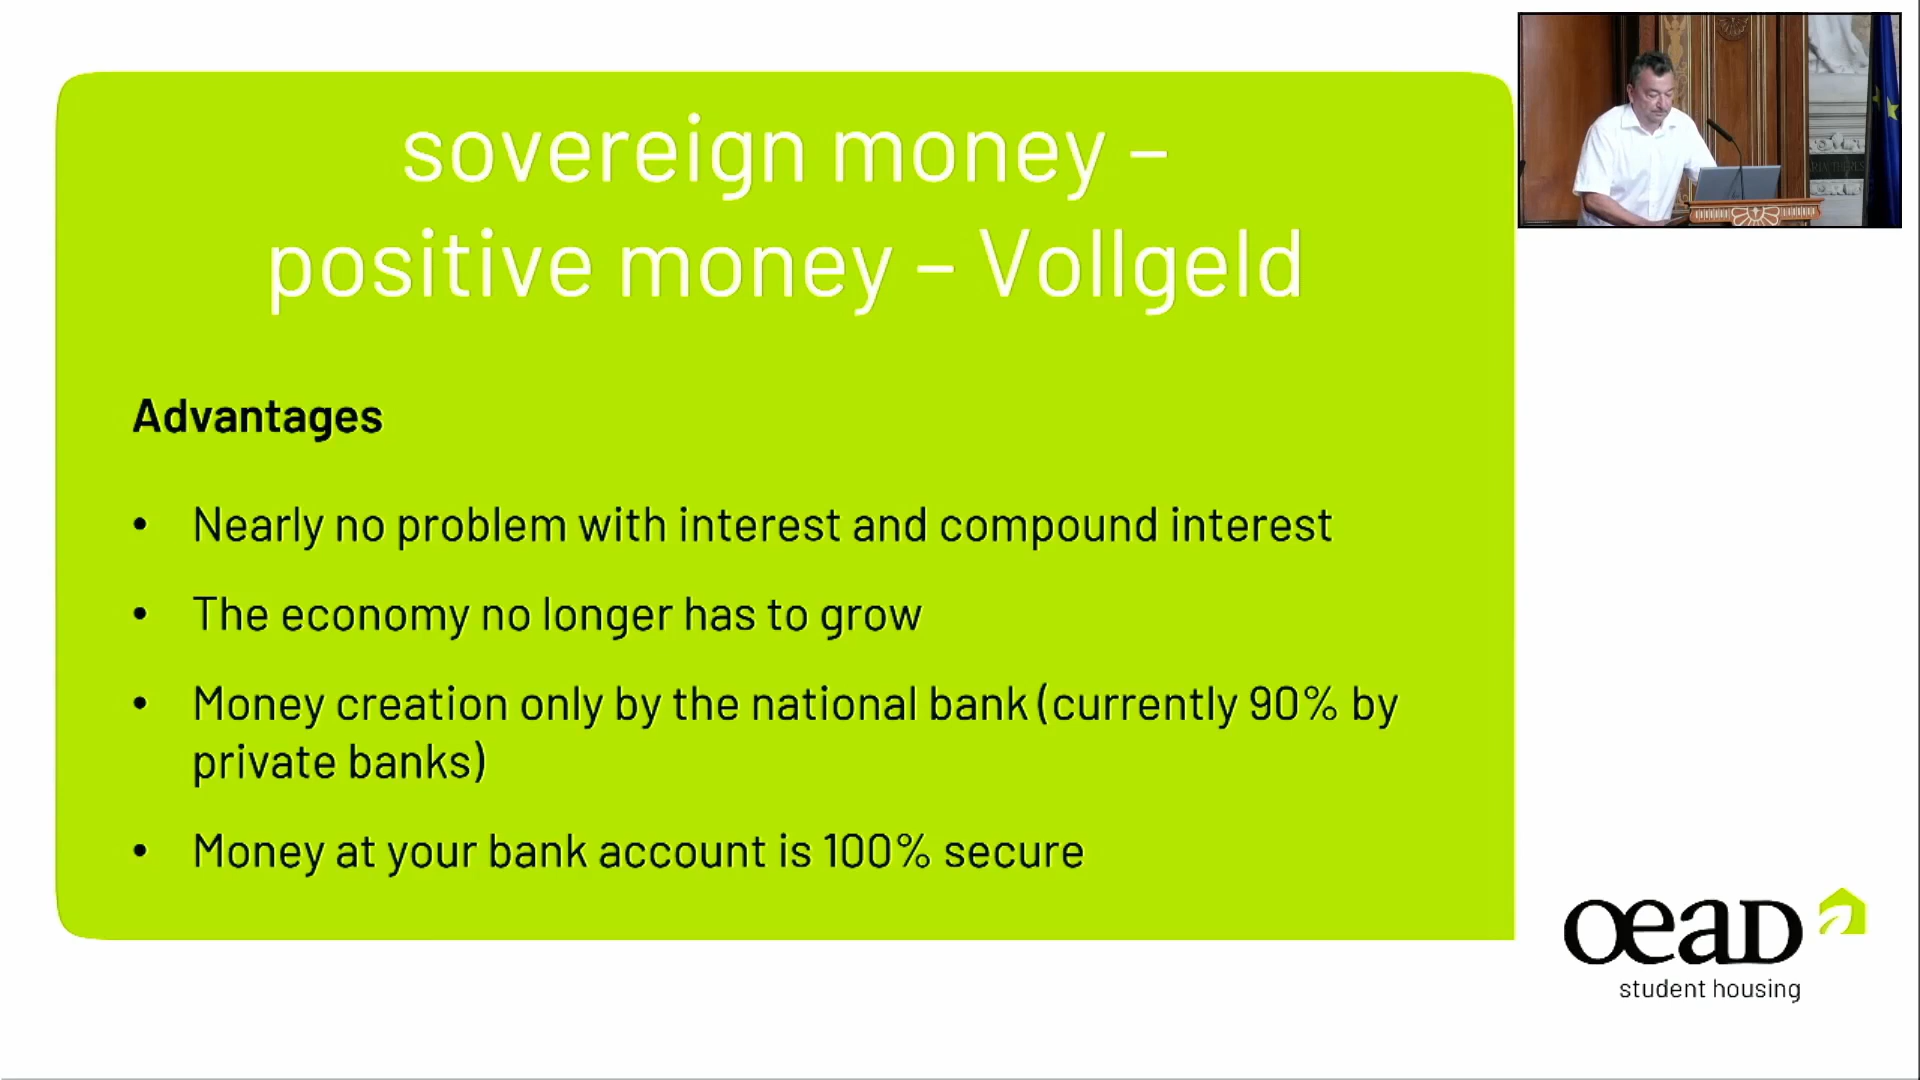 sovereign money –
positive money – Vollgeld
Advantages
• Nearly no problem with interest and compound interest
• The economy no longer has to grow
• Money creation only by the national bank (currently 90% by
private banks)
• Money at your bank account is 100% secure
oead
student housing